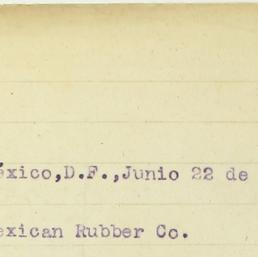 éxico,D.F.,Junio 22 de
exican Rubber Co.